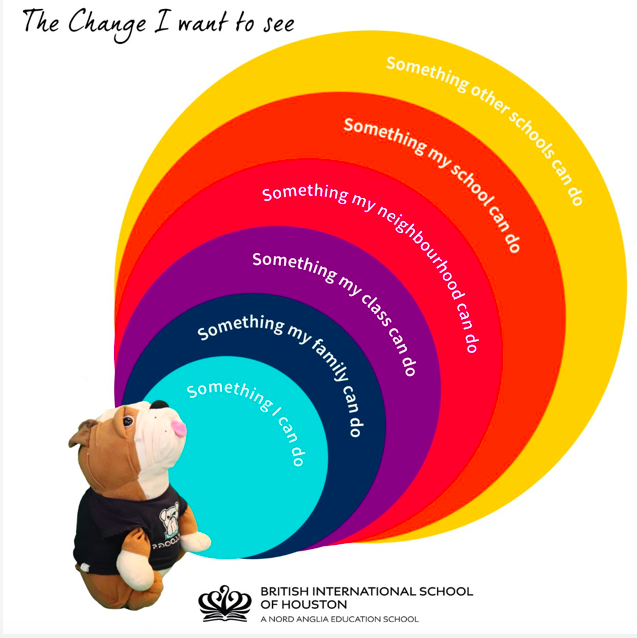 The Change I want to see
Something other schools can do
Something my school can do
Something my neighbourhood can do
Something my class can do
Something my family can do
Something I can do
BRITISH INTERNATIONAL SCHOOL
OF HOUSTON
A NORD ANGLIA EDUCATION SCHOOL